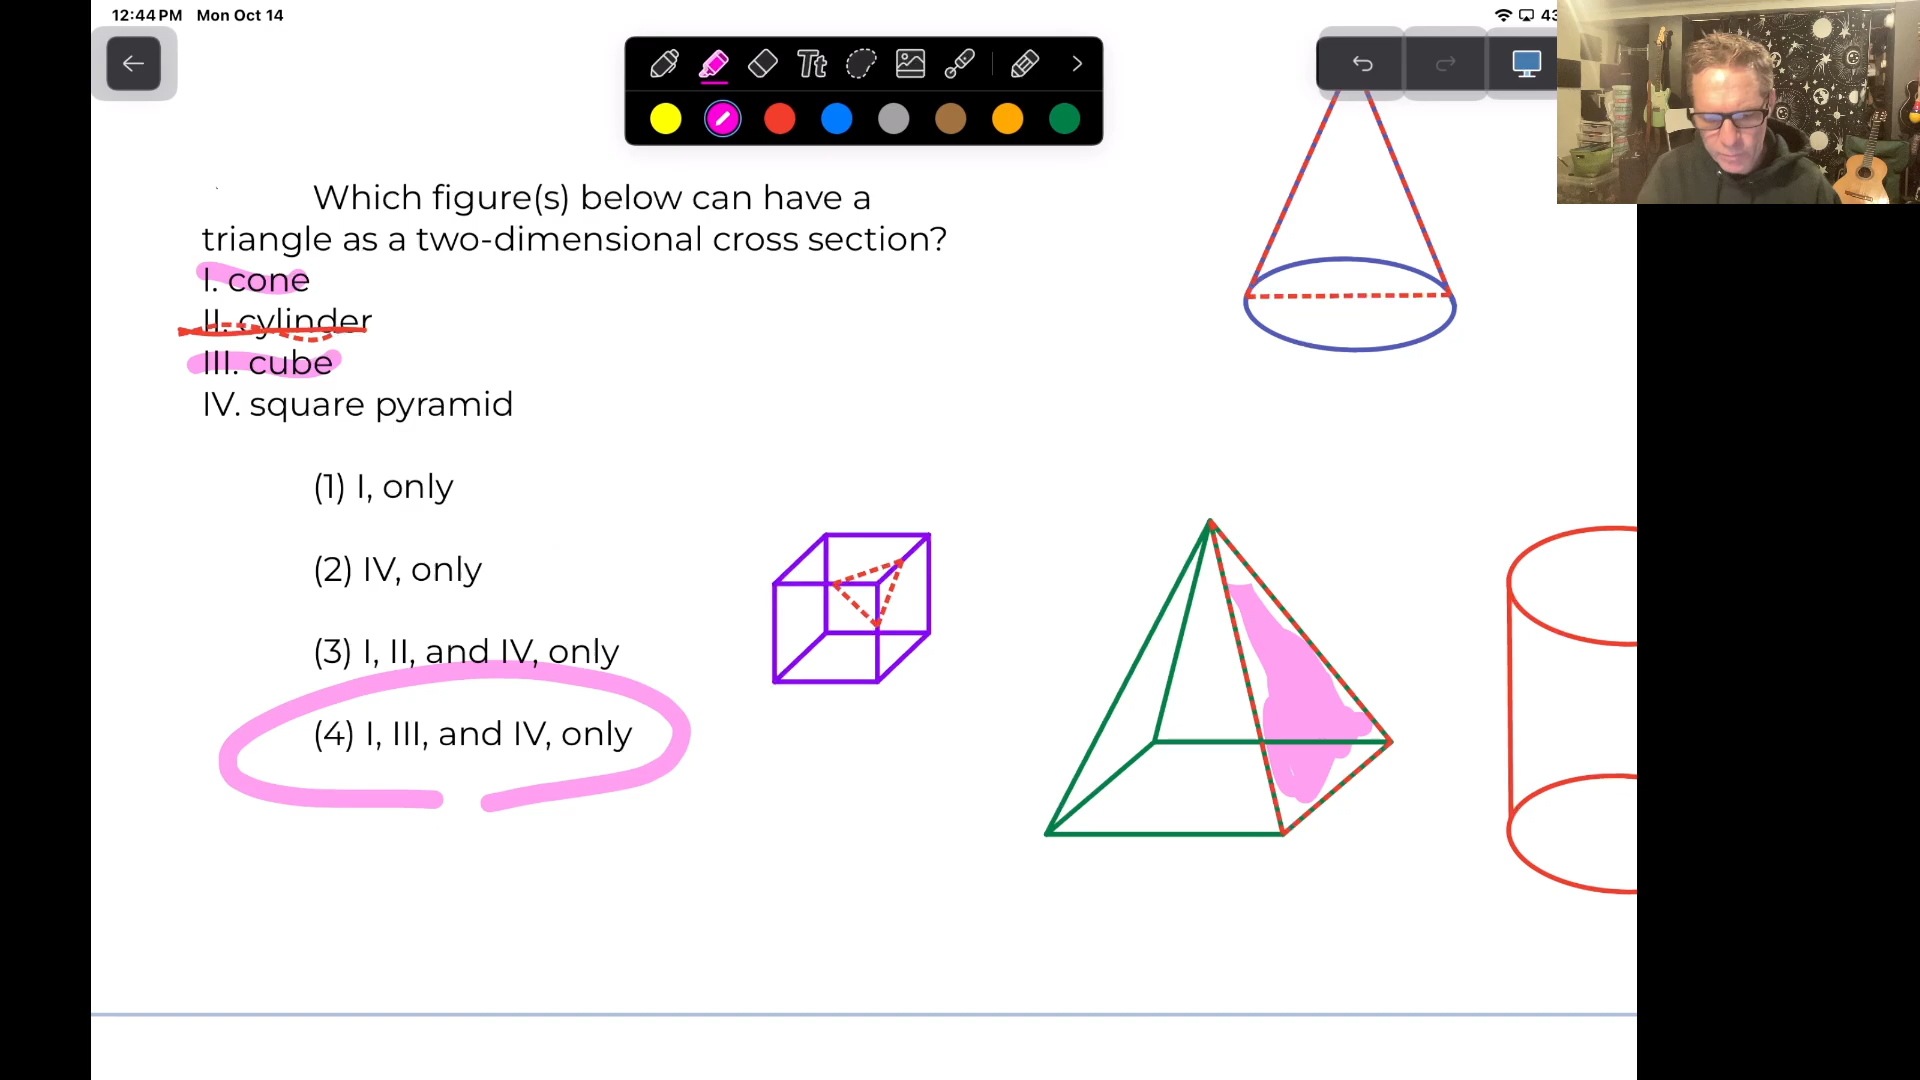 12:44 PM Mon Oct 14
43
Tt
Which figure(s) below can have a
triangle as a two-dimensional cross section?
I. cone
II. cylinder
III. cube
IV. square pyramid
(1) I, only
(2) IV, only
(3) I, II, and IV, only
(4) I, III, and IV, only